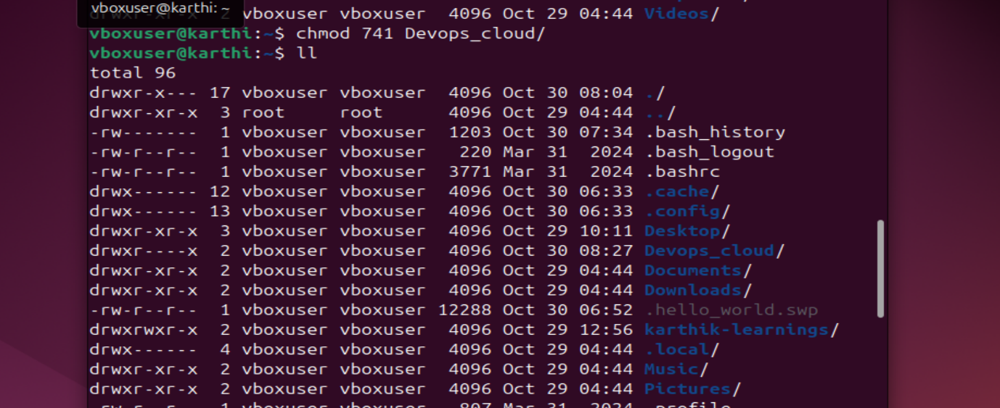 vboxuser@karthi: ~
2 vboxuser vboxuser 4096 Oct 29 04:44 Videos/
vboxuser@karthi:~$ chmod 741 Devops_cloud/
vboxuser@karthi:~$ ll
total 96
drwxr-x--- 17 vboxuser vboxuser  4096 Oct 30 08:04 ./
drwxr-xr-x  3 root     root      4096 Oct 29 04:44 ../
-rw-------  1 vboxuser vboxuser  1203 Oct 30 07:34 .bash_history
-rw-r--r--  1 vboxuser vboxuser   220 Mar 31  2024 .bash_logout
-rw-r--r--  1 vboxuser vboxuser  3771 Mar 31  2024 .bashrc
drwx------ 12 vboxuser vboxuser  4096 Oct 30 06:33 .cache/
drwx------ 13 vboxuser vboxuser  4096 Oct 30 06:33 .config/
drwxr-xr-x  3 vboxuser vboxuser  4096 Oct 29 10:11 Desktop/
drwxr----x  2 vboxuser vboxuser  4096 Oct 30 08:27 Devops_cloud/
drwxr-xr-x  2 vboxuser vboxuser  4096 Oct 29 04:44 Documents/
drwxr-xr-x  2 vboxuser vboxuser  4096 Oct 29 04:44 Downloads/
-rw-r--r--  1 vboxuser vboxuser 12288 Oct 30 06:52 .hello_world.swp
drwxrwxr-x  2 vboxuser vboxuser  4096 Oct 29 12:56 karthik-learnings/
drwx------  4 vboxuser vboxuser  4096 Oct 29 04:44 .local/
drwxr-xr-x  2 vboxuser vboxuser  4096 Oct 29 04:44 Music/
drwxr-xr-x  2 vboxuser vboxuser  4096 Oct 29 04:44 Pictures/
-rw-r--r--  1 vboxuser vboxuser   807 Mar 31  2024 .profile